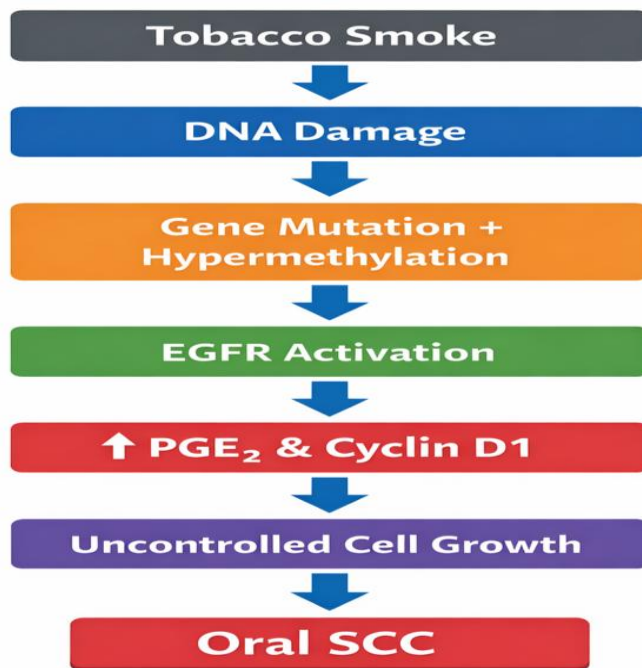 Tobacco Smoke
DNA Damage
Gene Mutation +
Hypermethylation
EGFR Activation
↑ PGE₂ & Cyclin D1
Uncontrolled Cell Growth
Oral SCC